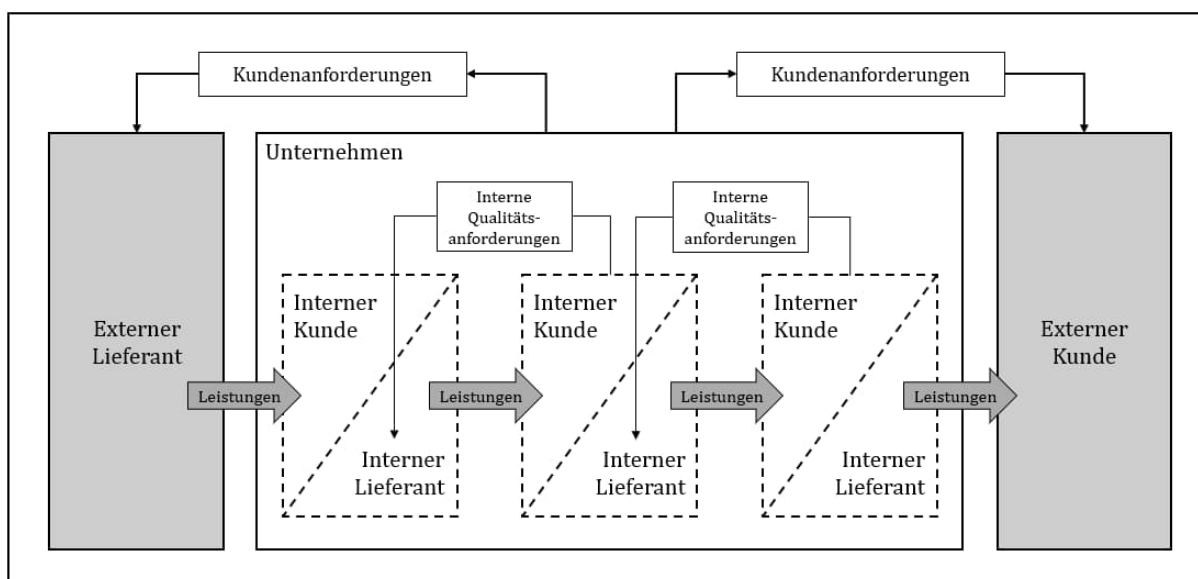 Kundenanforderungen
Kundenanforderungen
Unternehmen
Interne
Qualitäts-
anforderungen
Interne
Qualitäts-
anforderungen
Externer
Lieferant
Interner
Kunde
Interner
Kunde
Interner
Kunde
Externer
Kunde
Leistungen
Leistungen
Leistungen
Leistungen
Interner
Lieferant
Interner
Lieferant
Interner
Lieferant